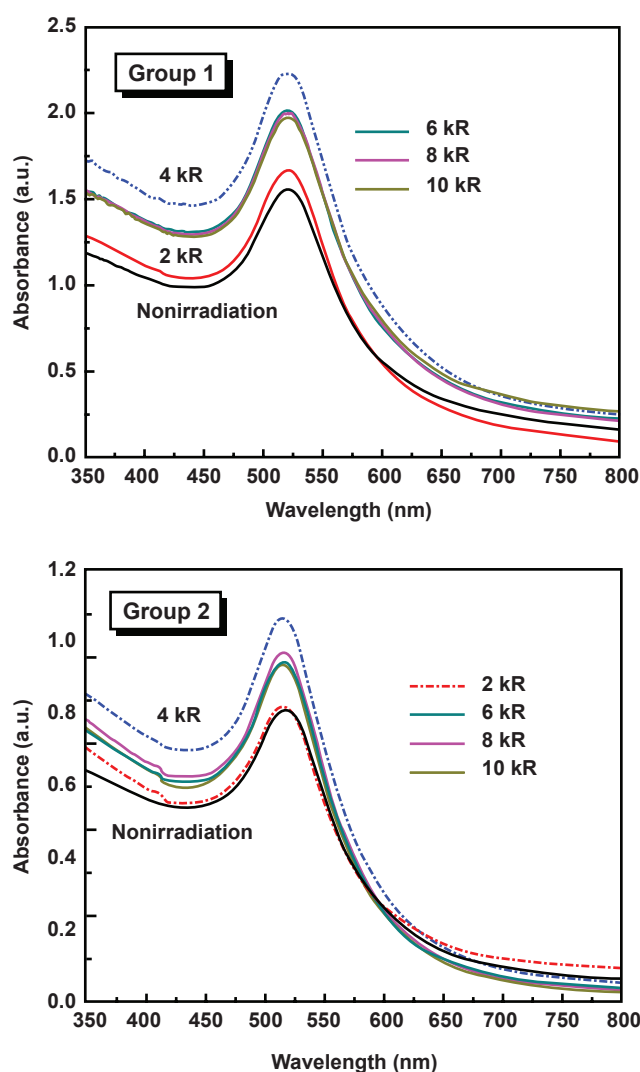 2.5
Group 1
2.0
6 kR
8 kR
4 kR
10 kR
1.5
2 kR
1.0
Nonirradiation
0.5
0.0
350 400 450 500 550 600 650 700 750 800
Absorbance (a.u.)
Wavelength (nm)
1.2
Group 2
1.0
2 kR
4 kR
6 kR
0.8
8 kR
10 kR
0.6
Nonirradiation
0.4
0.2
0.0
350 400 450 500 550 600 650 700 750 800
Absorbance (a.u.)
Wavelength (nm)